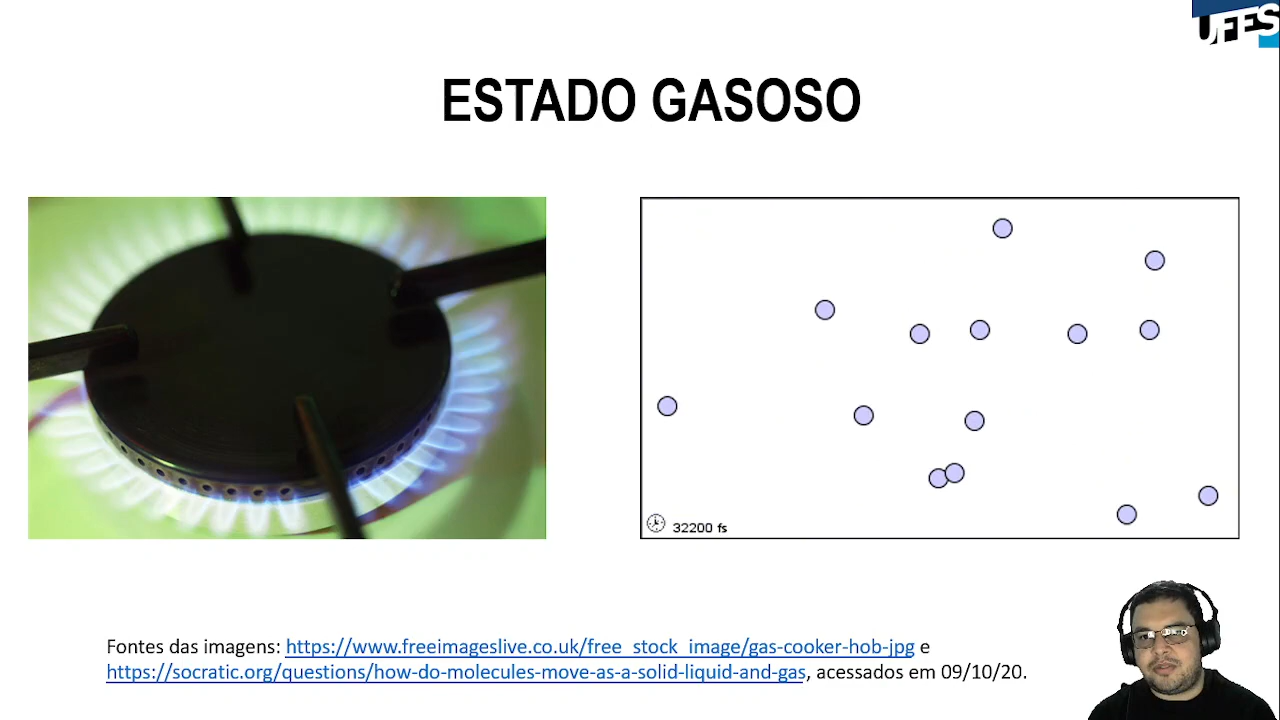 UFES
ESTADO GASOSO
32200 fs
Fontes das imagens: https://www.freeimageslive.co.uk/free_stock_image/gas-cooker-hob-jpg e
https://socratic.org/questions/how-do-molecules-move-as-a-solid-liquid-and-gas, acessados em 09/10/20.